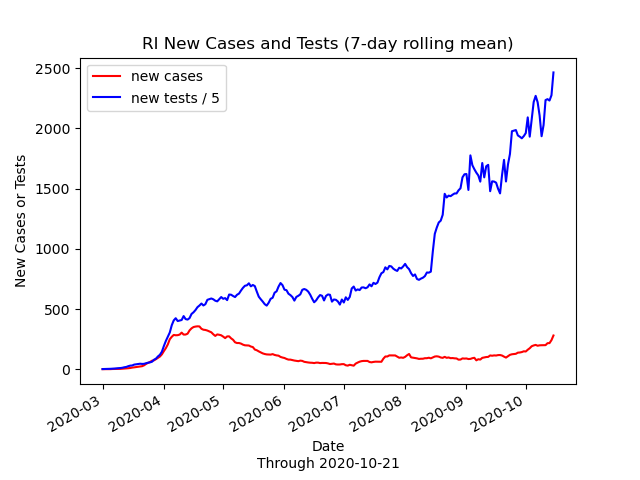 RI New Cases and Tests (7-day rolling mean)
new cases
new tests / 5
New Cases or Tests
2500
2000
1500
1000
500
0
2020-03
2020-04
2020-05
2020-06
2020-07
2020-08
2020-09
2020-10
Date
Through 2020-10-21